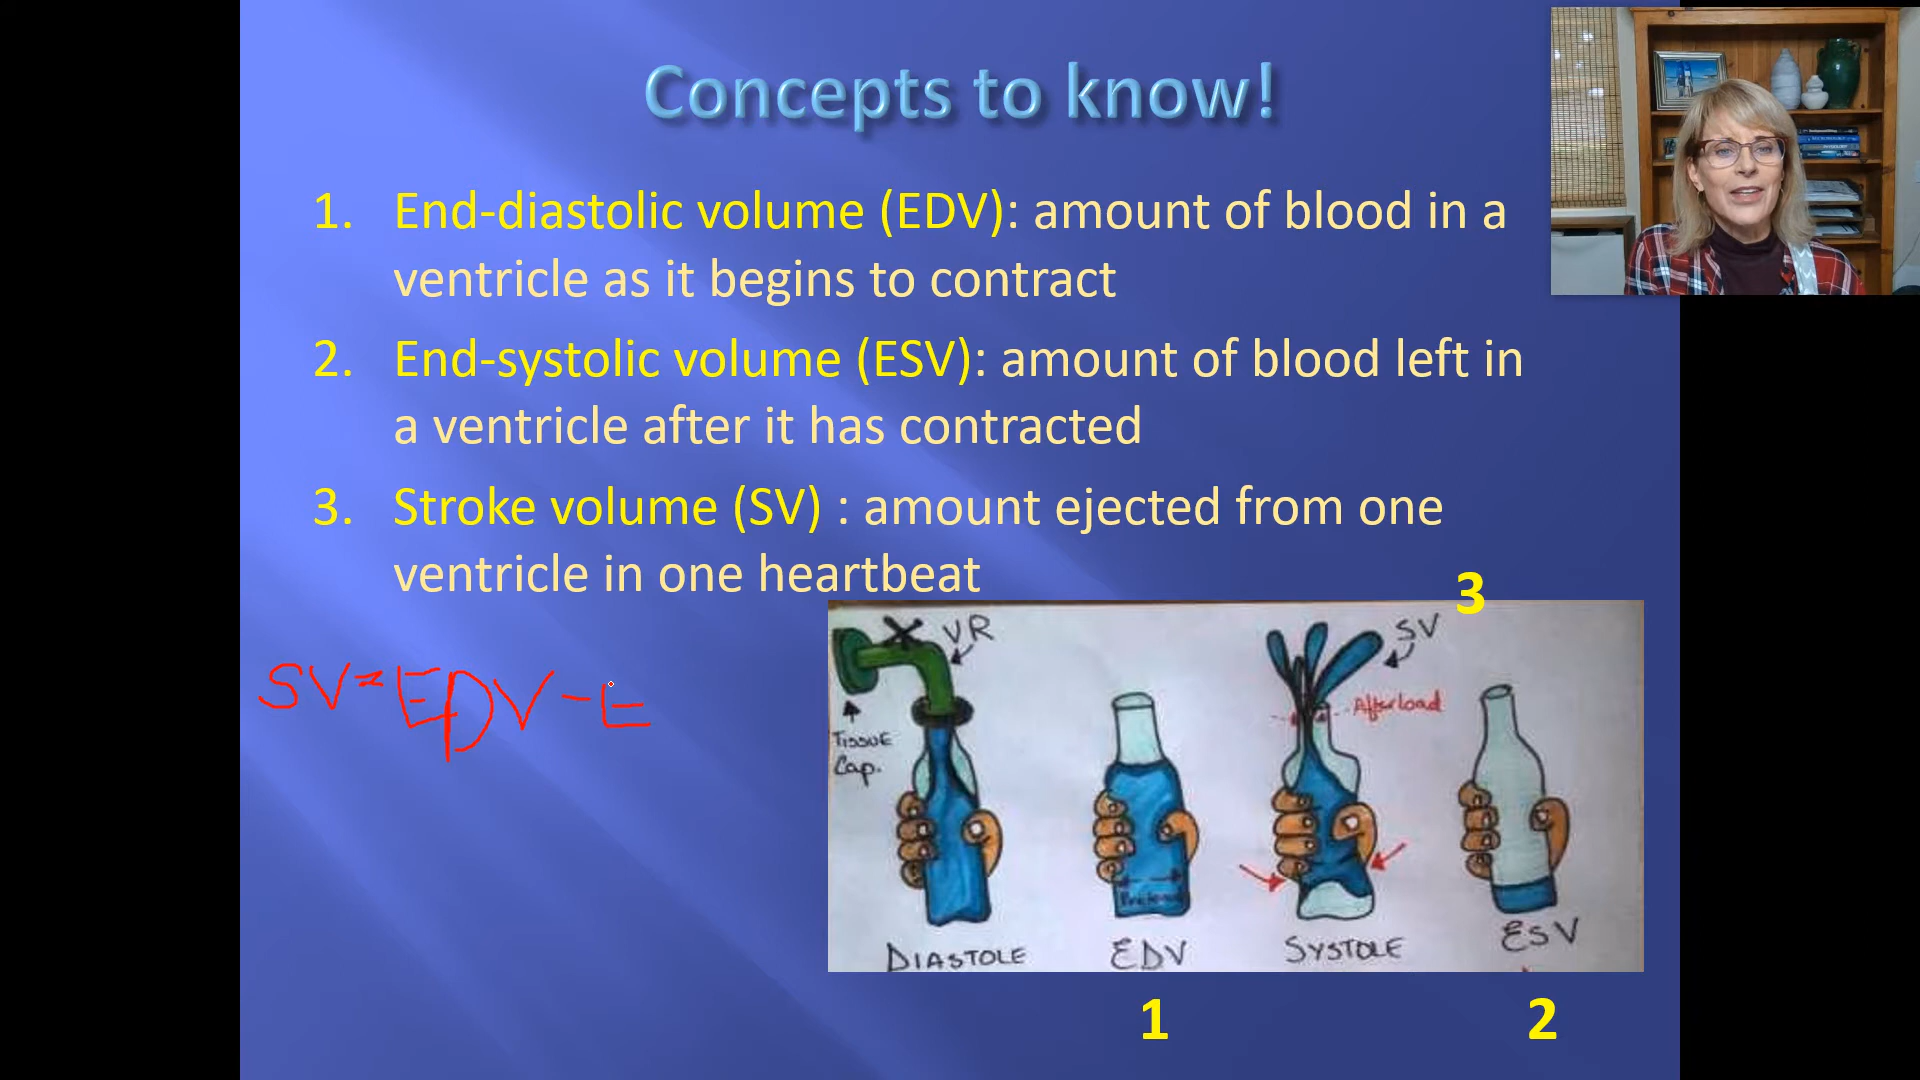 Concepts to know!
1. End-diastolic volume (EDV): amount of blood in a
ventricle as it begins to contract
2. End-systolic volume (ESV): amount of blood left in
a ventricle after it has contracted
3. Stroke volume (SV) : amount ejected from one
ventricle in one heartbeat
3
SV = EDV - E
VR
SV
Afterload
TISSUE
Cap.
Preload
DIASTOLE
EDV
SYSTOLE
ESV
1
2